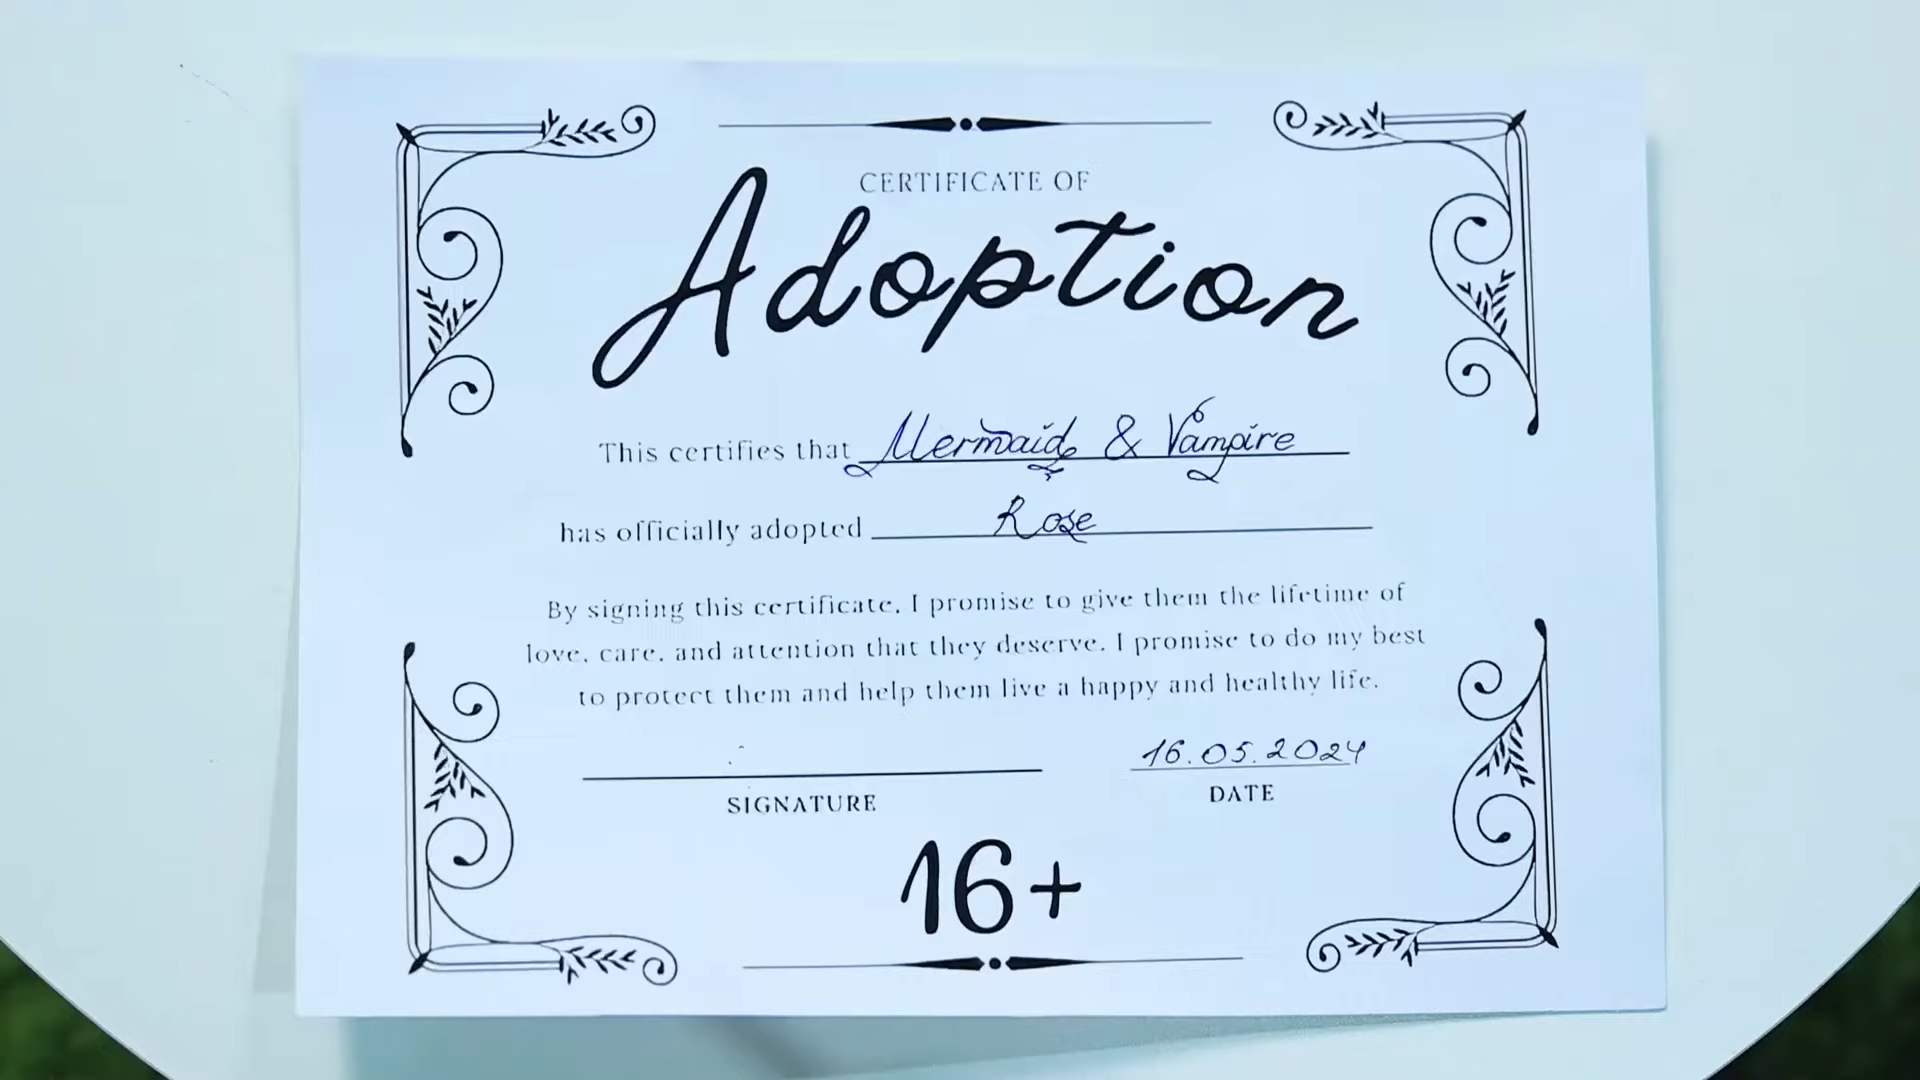 CERTIFICATE OF
Adoption
This certifies that Mermaid & Vampire
has officially adopted Rose
By signing this certificate, I promise to give them the lifetime of
love, care, and attention that they deserve. I promise to do my best
to protect them and help them live a happy and healthy life.
16.05.2024
SIGNATURE DATE
16+